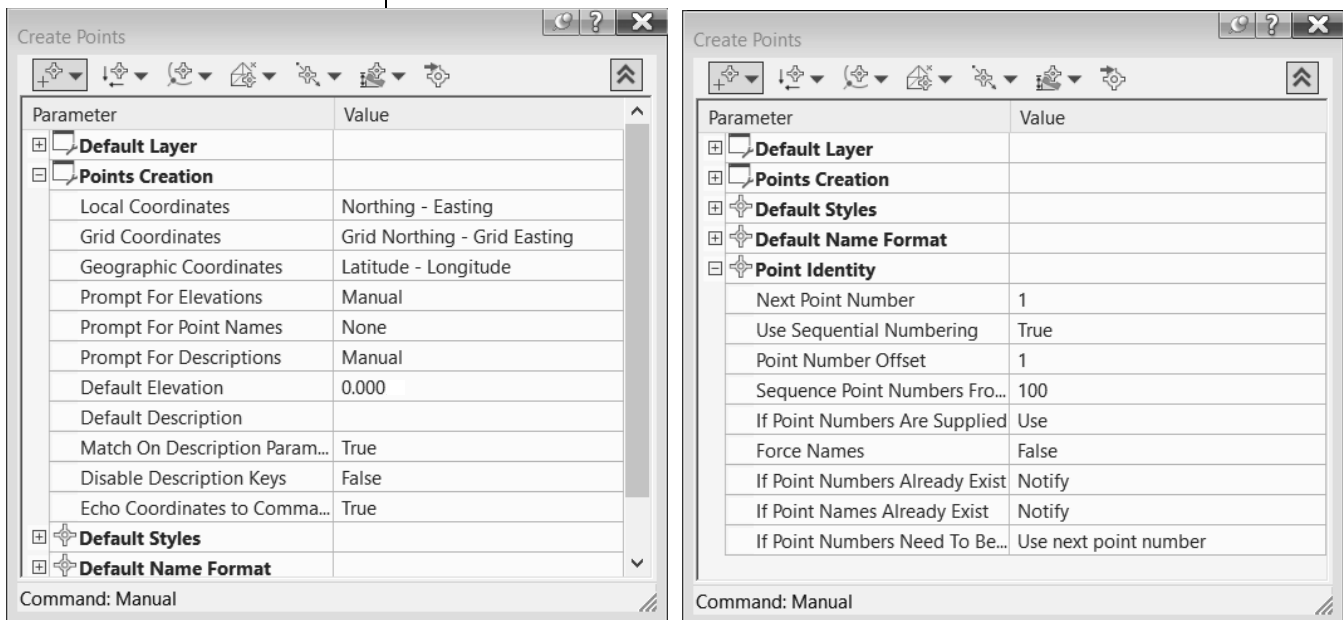 Create Points
Parameter Value
Default Layer
Points Creation
Local Coordinates Northing - Easting
Grid Coordinates Grid Northing - Grid Easting
Geographic Coordinates Latitude - Longitude
Prompt For Elevations Manual
Prompt For Point Names None
Prompt For Descriptions Manual
Default Elevation 0.000
Default Description
Match On Description Param... True
Disable Description Keys False
Echo Coordinates to Comma... True
Default Styles
Default Name Format
Command: Manual
Create Points
Parameter Value
Default Layer
Points Creation
Default Styles
Default Name Format
Point Identity
Next Point Number 1
Use Sequential Numbering True
Point Number Offset 1
Sequence Point Numbers Fro... 100
If Point Numbers Are Supplied Use
Force Names False
If Point Numbers Already Exist Notify
If Point Names Already Exist Notify
If Point Numbers Need To Be... Use next point number
Command: Manual